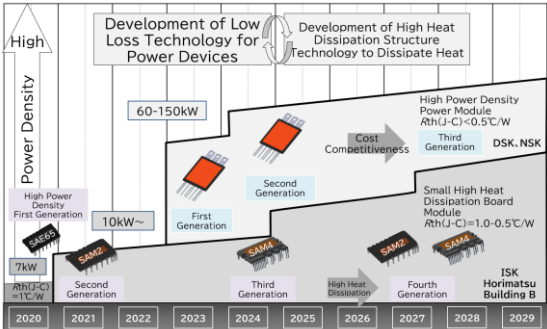 Development of Low
Loss Technology for
Power Devices
Development of High Heat
Dissipation Structure
Technology to Dissipate Heat
High
Power Density
60-150kW
High Power Density
Power Module
Rth(J-C)<0.5℃/W
Cost
Competitiveness
Third
Generation
DSK、NSK
Second
Generation
First
Generation
High Power
Density
First Generation
10kW~
Small High Heat
Dissipation Board
Module
Rth(J-C)=1.0-0.5℃/W
SAE65
SAM2
SAM4
SAM2
SAM4
7kW
Rth(J-C)
=1℃/W
Second
Generation
Third
Generation
High Heat
Dissipation
Fourth
Generation
ISK
Horimatsu
Building B
2020
2021
2022
2023
2024
2025
2026
2027
2028
2029